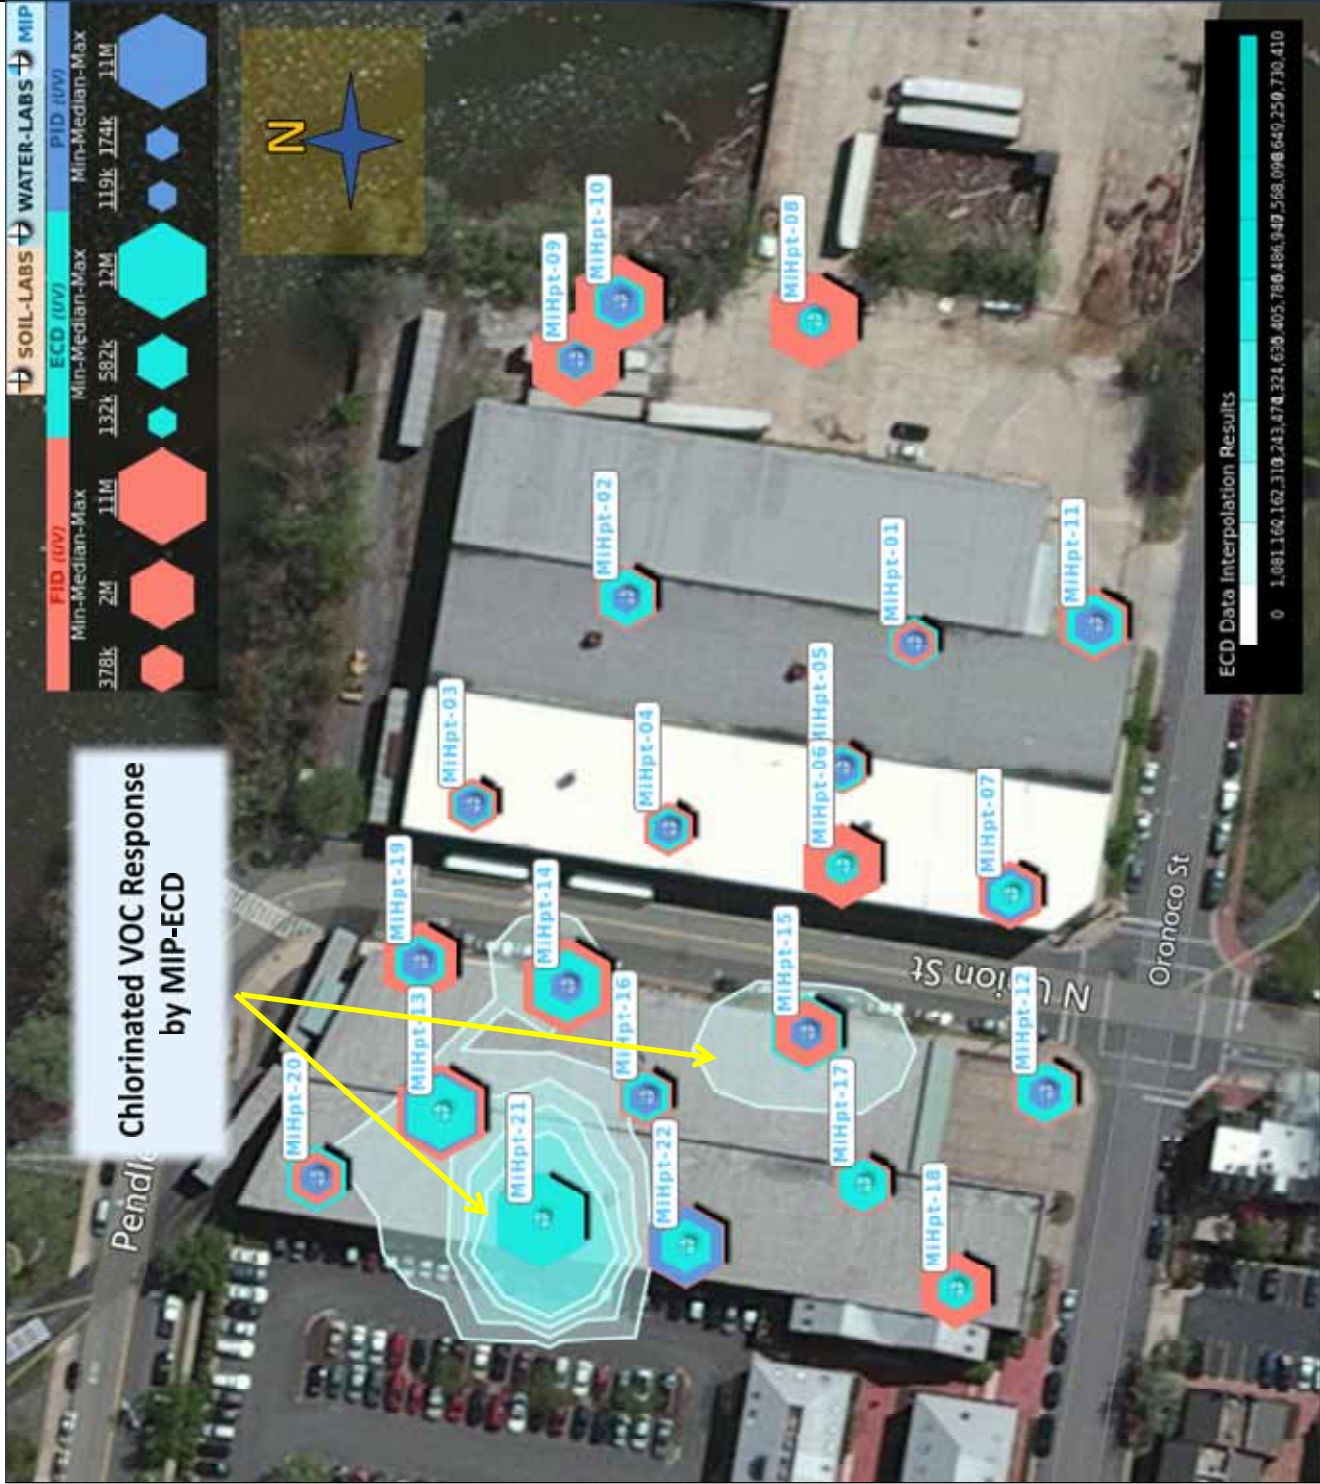 SOIL-LABS WATER-LABS MIP
FID (UV) ECD (UV) PID (UV)
Min-Median-Max Min-Median-Max Min-Median-Max
378k 2M 11M 132k 582k 12M 119k 174k 11M
N
Chlorinated VOC Response
by MIP-ECD
MiHpt-09
MiHpt-10
MiHpt-08
MiHpt-02
MiHpt-01
MiHpt-11
MiHpt-03
MiHpt-04
MiHpt-06
MiHpt-05
MiHpt-07
MiHpt-19
MiHpt-14
MiHpt-13
MiHpt-16
MiHpt-15
MiHpt-12
MiHpt-20
MiHpt-21
MiHpt-22
MiHpt-17
MiHpt-18
N Union St
Oronoco St
Pendle
ECD Data Interpolation Results
0